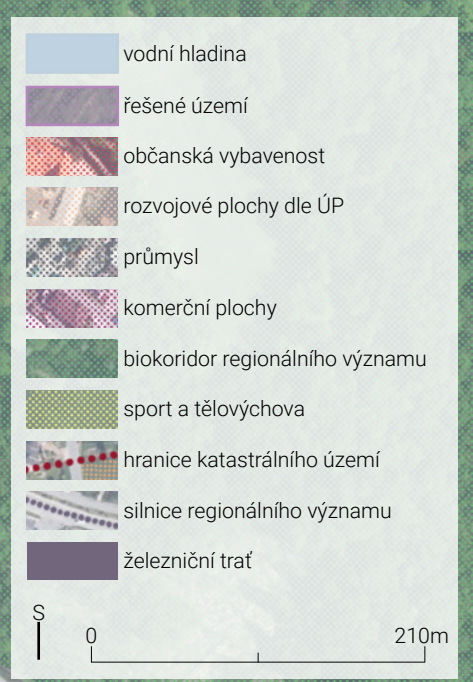 vodní hladina
řešené území
občanská vybavenost
rozvojové plochy dle ÚP
průmysl
komerční plochy
biokoridor regionálního významu
sport a tělovýchova
hranice katastrálního území
silnice regionálního významu
železniční trať
S
0 210m